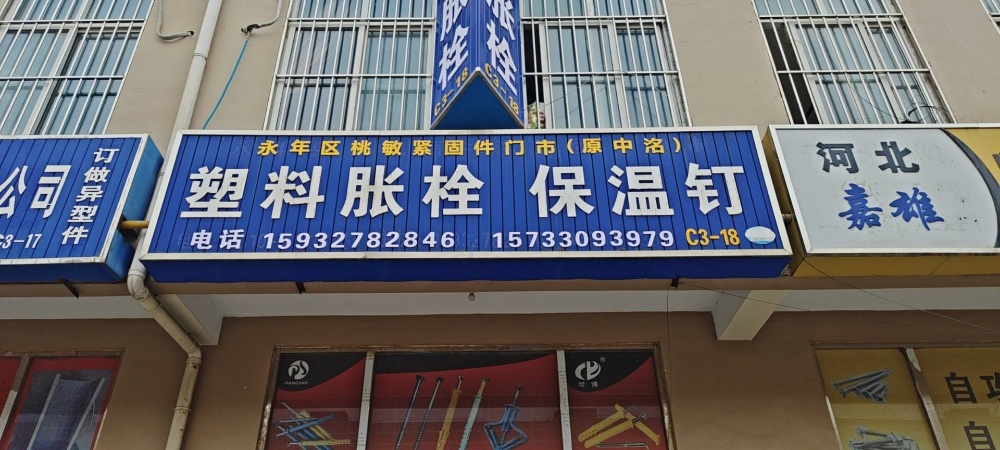 胀栓
C3-18
胀栓
C3-18
永年区桃敏紧固件门市(原中洺)
塑料胀栓 保温钉
电话 15932782846 15733093979 C3-18
公司
订做异型件
C3-17
河北
嘉雄
PANGDAO
自攻
自